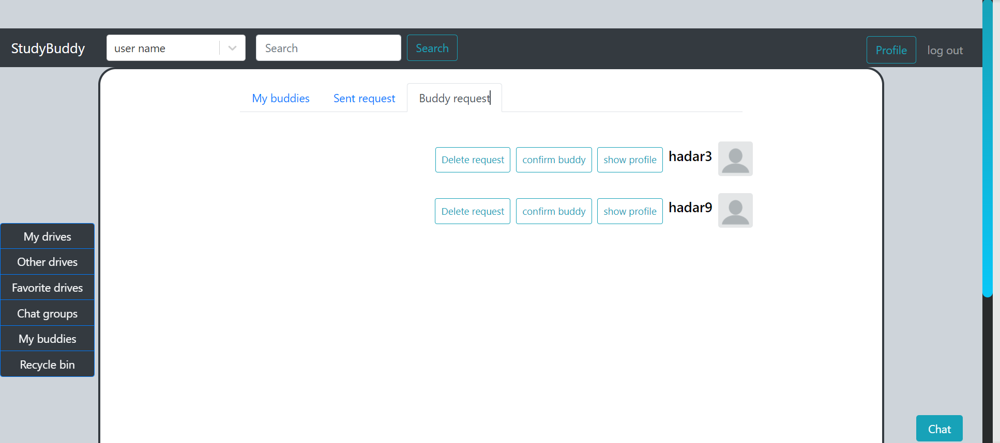 StudyBuddy user name Search Search Profile log out
My buddies Sent request Buddy request
Delete request confirm buddy show profile hadar3
Delete request confirm buddy show profile hadar9
My drives
Other drives
Favorite drives
Chat groups
My buddies
Recycle bin
Chat